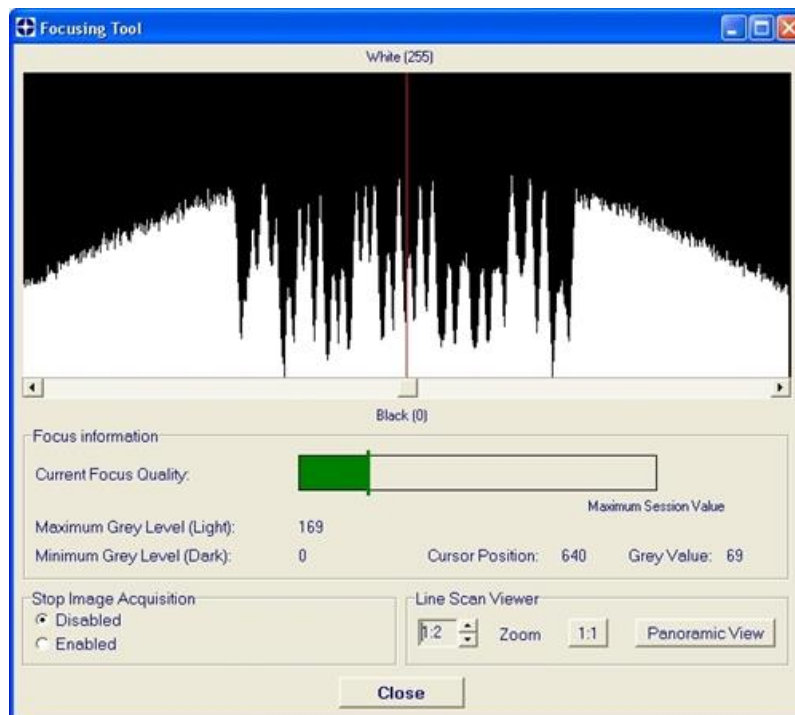 Focusing Tool
White (255)
Black (0)
Focus information
Current Focus Quality:
Maximum Session Value
Maximum Grey Level (Light): 169
Minimum Grey Level (Dark): 0 Cursor Position: 640 Grey Value: 69
Stop Image Acquisition
Disabled
Enabled
Line Scan Viewer
1:2 Zoom 1:1 Panoramic View
Close